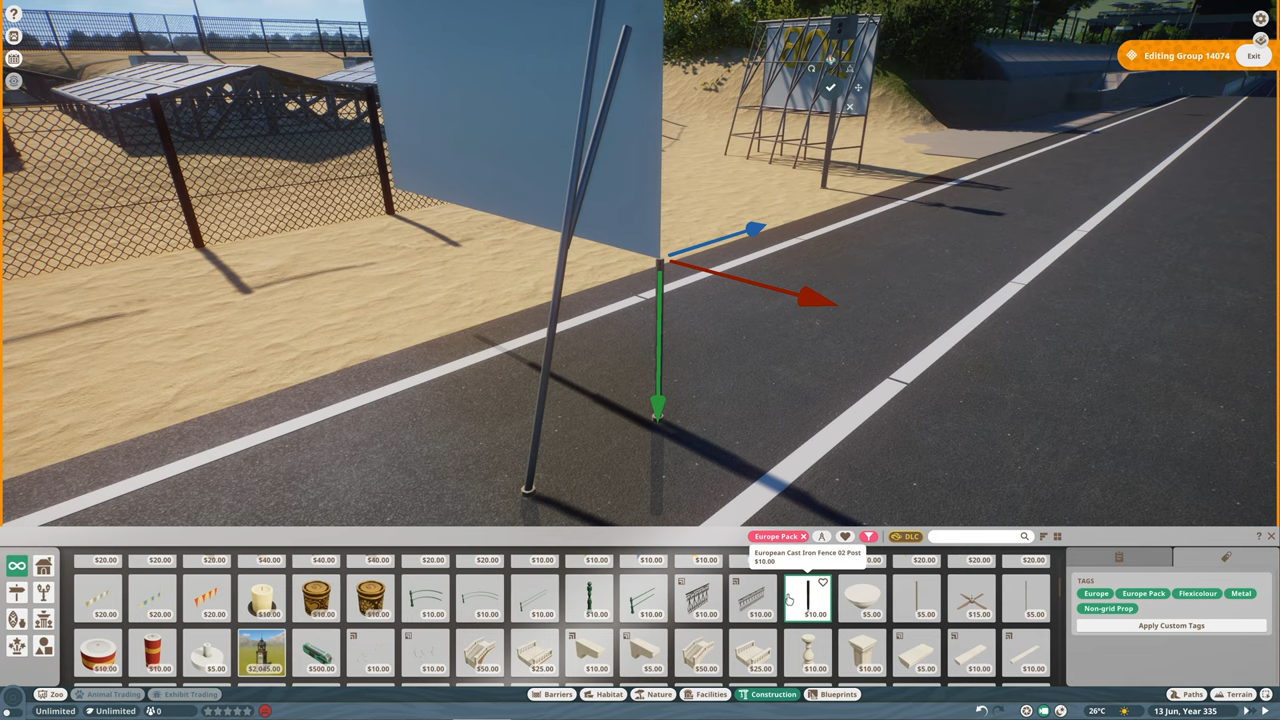 ?
Editing Group 14074
Exit
Europe Pack ×
DLC
?
European Cast Iron Fence 02 Post
$10.00
$20.00
$20.00
$20.00
$40.00
$40.00
$40.00
$20.00
$20.00
$10.00
$10.00
$10.00
$10.00
$20.00
$20.00
$20.00
$20.00
$20.00
$20.00
$10.00
$10.00
$10.00
$10.00
$10.00
$10.00
$10.00
$10.00
$10.00
$10.00
$10.00
$5.00
$5.00
$15.00
$5.00
$10.00
$10.00
$5.00
$2,045.00
$500.00
$10.00
$10.00
$50.00
$25.00
$10.00
$5.00
$50.00
$25.00
$10.00
$10.00
$5.00
$10.00
$10.00
TAGS
Europe
Europe Pack
Flexicolour
Metal
Non-grid Prop
Apply Custom Tags
Zoo
Animal Trading
Exhibit Trading
Barriers
Habitat
Nature
Facilities
Construction
Blueprints
Paths
Terrain
Unlimited
Unlimited
0
26°C
13 Jun, Year 335